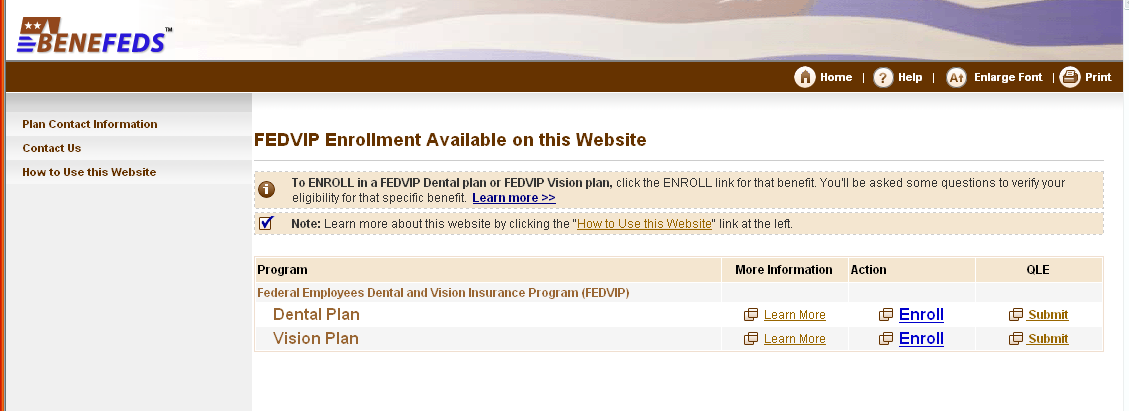 BENEFEDS™
Home | ? Help | A† Enlarge Font | Print
Plan Contact Information
Contact Us
How to Use this Website
FEDVIP Enrollment Available on this Website
To ENROLL in a FEDVIP Dental plan or FEDVIP Vision plan, click the ENROLL link for that benefit. You'll be asked some questions to verify your
eligibility for that specific benefit. Learn more >>
Note: Learn more about this website by clicking the "How to Use this Website" link at the left.
Program More Information Action QLE
Federal Employees Dental and Vision Insurance Program (FEDVIP)
Dental Plan Learn More Enroll Submit
Vision Plan Learn More Enroll Submit